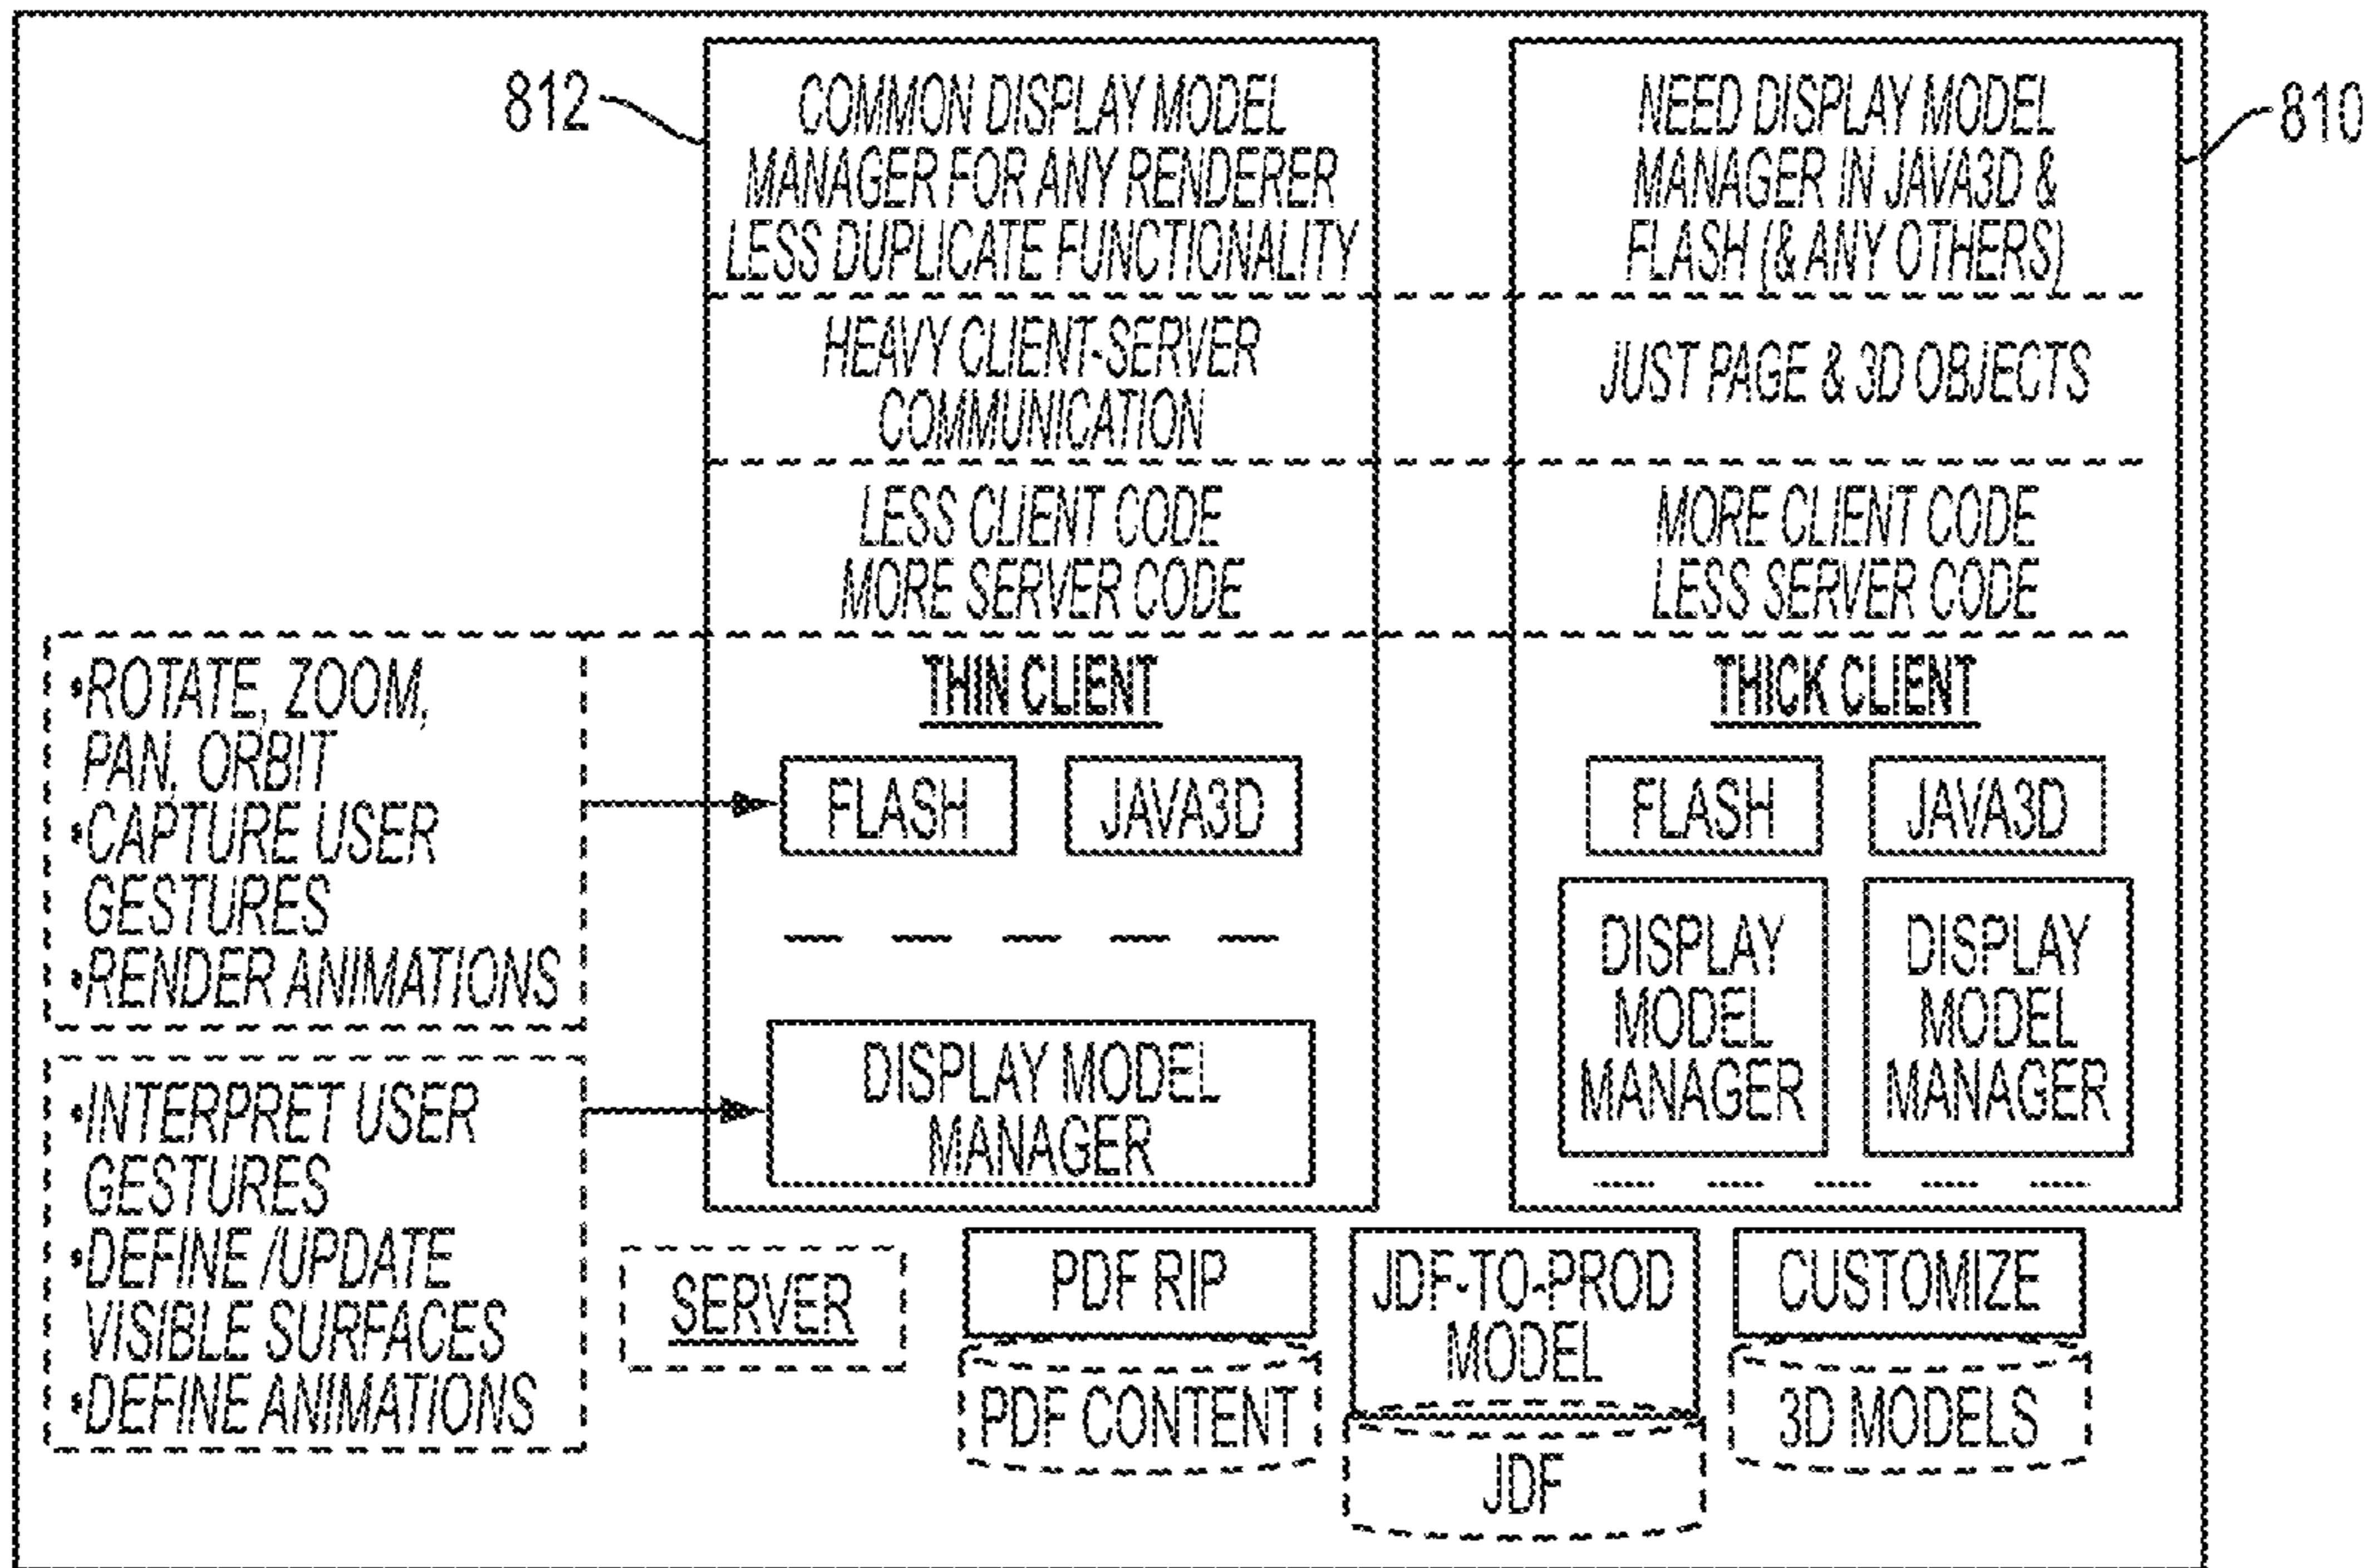 812
COMMON DISPLAY MODEL
MANAGER FOR ANY RENDERER
LESS DUPLICATE FUNCTIONALITY
HEAVY CLIENT-SERVER
COMMUNICATION
LESS CLIENT CODE
MORE SERVER CODE
THIN CLIENT
FLASH
JAVA3D
DISPLAY MODEL
MANAGER
810
NEED DISPLAY MODEL
MANAGER IN JAVA3D &
FLASH (& ANY OTHERS)
JUST PAGE & 3D OBJECTS
MORE CLIENT CODE
LESS SERVER CODE
THICK CLIENT
FLASH
JAVA3D
DISPLAY
MODEL
MANAGER
DISPLAY
MODEL
MANAGER
•ROTATE, ZOOM,
PAN, ORBIT
•CAPTURE USER
GESTURES
•RENDER ANIMATIONS
•INTERPRET USER
GESTURES
•DEFINE /UPDATE
VISIBLE SURFACES
•DEFINE ANIMATIONS
SERVER
PDF RIP
PDF CONTENT
JDF-TO-PROD
MODEL
JDF
CUSTOMIZE
3D MODELS